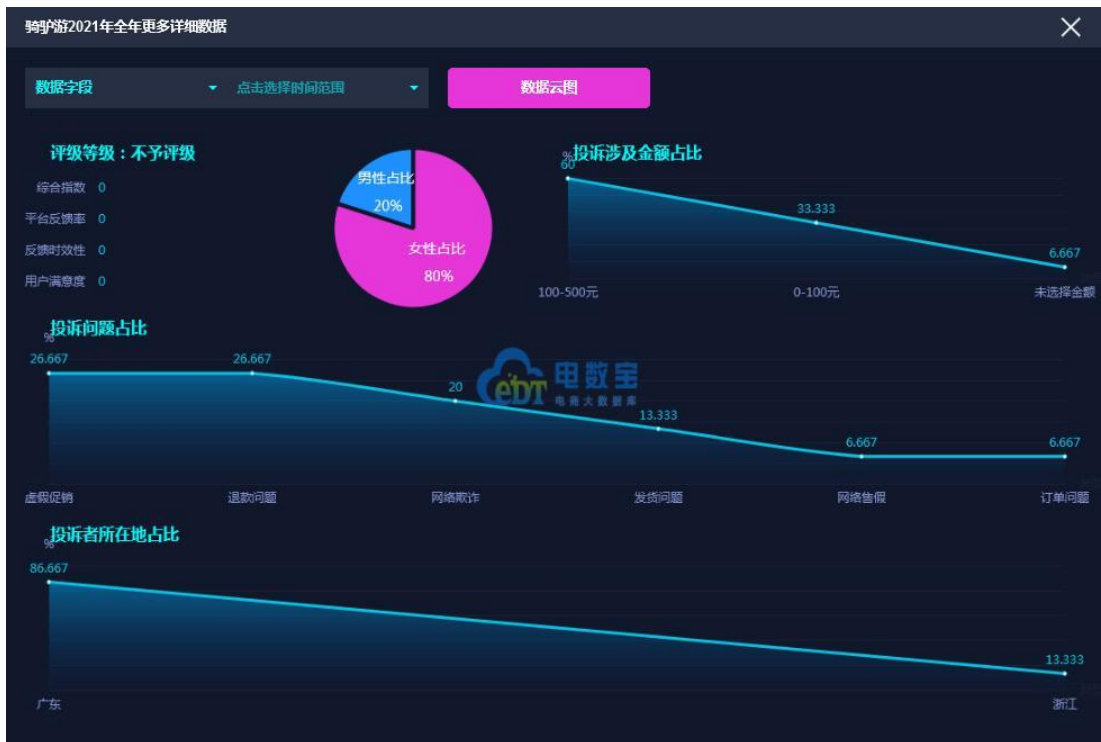 骑驴游2021年全年更多详细数据
数据字段
点击选择时间范围
数据云图
评级等级：不予评级
综合指数 0
平台反馈率 0
反馈时效性 0
用户满意度 0
男性占比
20%
女性占比
80%
%
投诉涉及金额占比
60
33.333
6.667
100-500元
0-100元
未选择金额
%
投诉问题占比
26.667
26.667
20
13.333
6.667
6.667
虚假促销
退款问题
网络欺诈
发货问题
网络售假
订单问题
eDT
电数宝
电商大数据库
%
投诉者所在地占比
86.667
13.333
广东
浙江